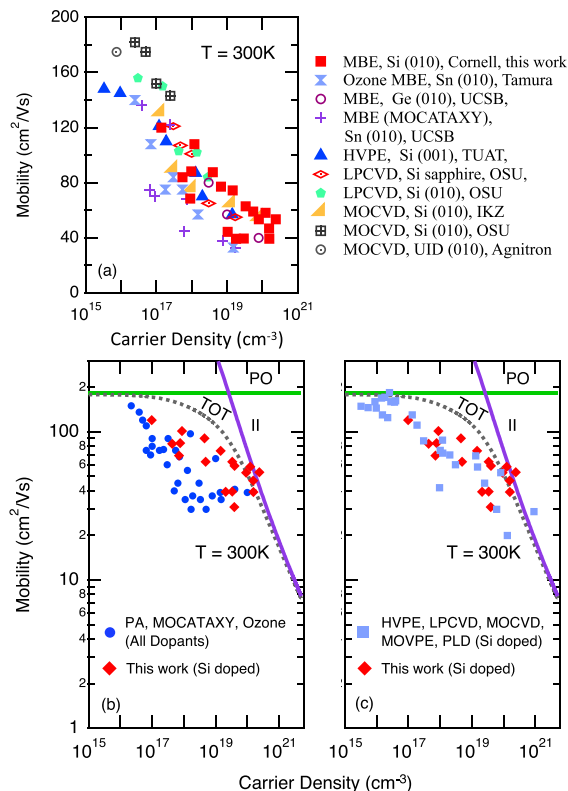 200
160
120
80
40
0
Mobility (cm²/Vs)
T = 300K
(a)
10¹⁵ 10¹⁷ 10¹⁹ 10²¹
Carrier Density (cm⁻³)
MBE, Si (010), Cornell, this work
Ozone MBE, Sn (010), Tamura
MBE, Ge (010), UCSB,
MBE (MOCATAXY),
Sn (010), UCSB
HVPE, Si (001), TUAT,
LPCVD, Si sapphire, OSU,
LPCVD, Si (010), OSU
MOCVD, Si (010), IKZ
MOCVD, Si (010), OSU
MOCVD, UID (010), Agnitron
Mobility (cm²/Vs)
2
100
8
6
4
2
10
8
6
4
2
1
PO
TOT
II
T = 300K
PA, MOCATAXY, Ozone
(All Dopants)
This work (Si doped)
(b)
10¹⁵ 10¹⁷ 10¹⁹ 10²¹
PO
TOT
II
T = 300K
HVPE, LPCVD, MOCVD,
MOVPE, PLD (Si doped)
This work (Si doped)
(c)
10¹⁵ 10¹⁷ 10¹⁹ 10²¹
Carrier Density (cm⁻³)